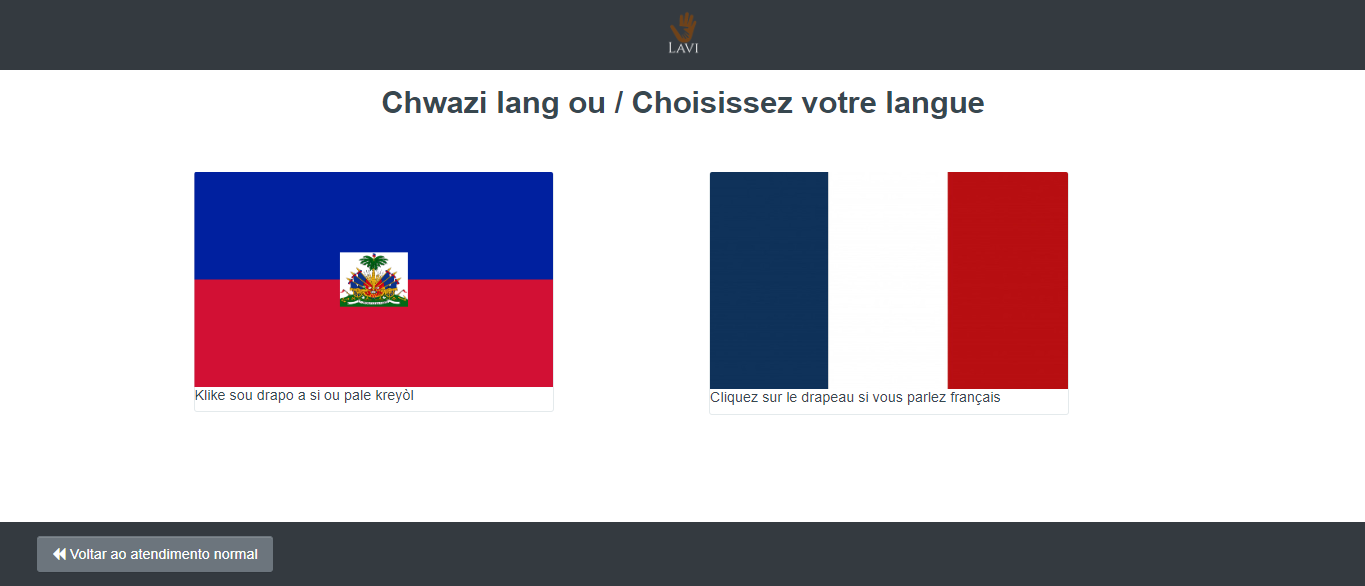 LAVI
Chwazi lang ou / Choisissez votre langue
Klike sou drapo a si ou pale kreyòl
Cliquez sur le drapeau si vous parlez français
Voltar ao atendimento normal